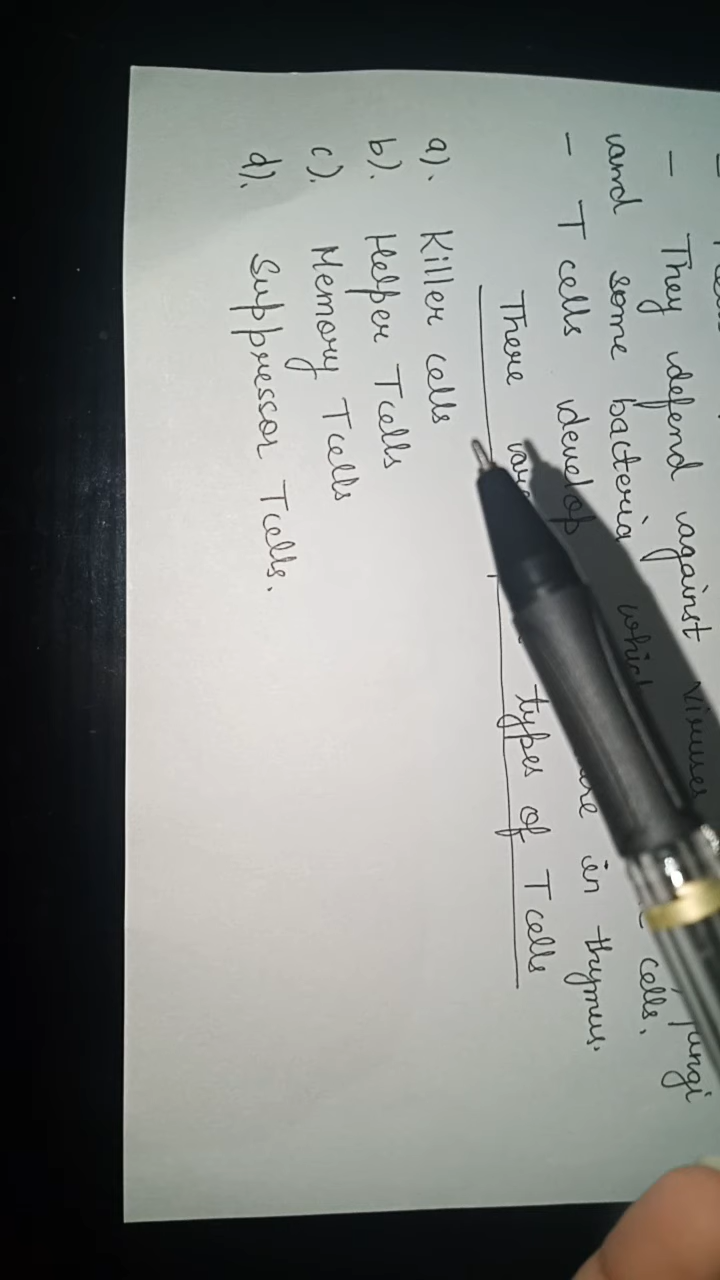 - They defend against viruses, fungi
and some bacteria cells.
- T cells develop in thymus.
There types of T cells
a). Killer cells
b). Helper T cells
c). Memory T cells
d). Suppressor T cells.